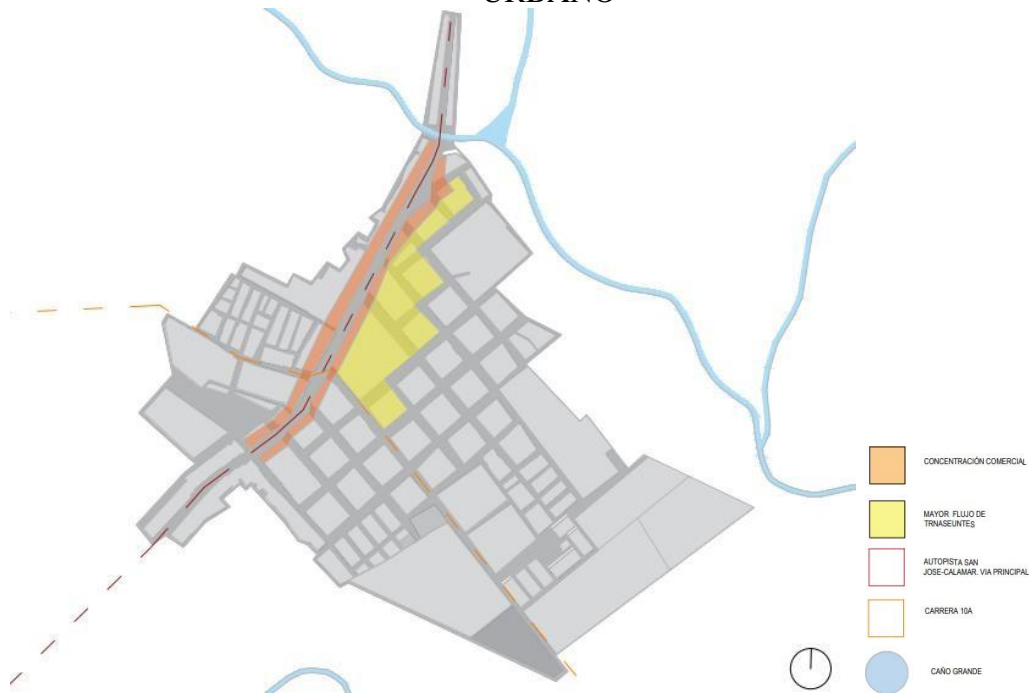 URBANO
CONCENTRACIÓN COMERCIAL
MAYOR FLUJO DE
TRNASEUNTES
AUTOPISTA SAN
JOSE-CALAMAR. VIA PRINCIPAL
CARRERA 10A
CAÑO GRANDE